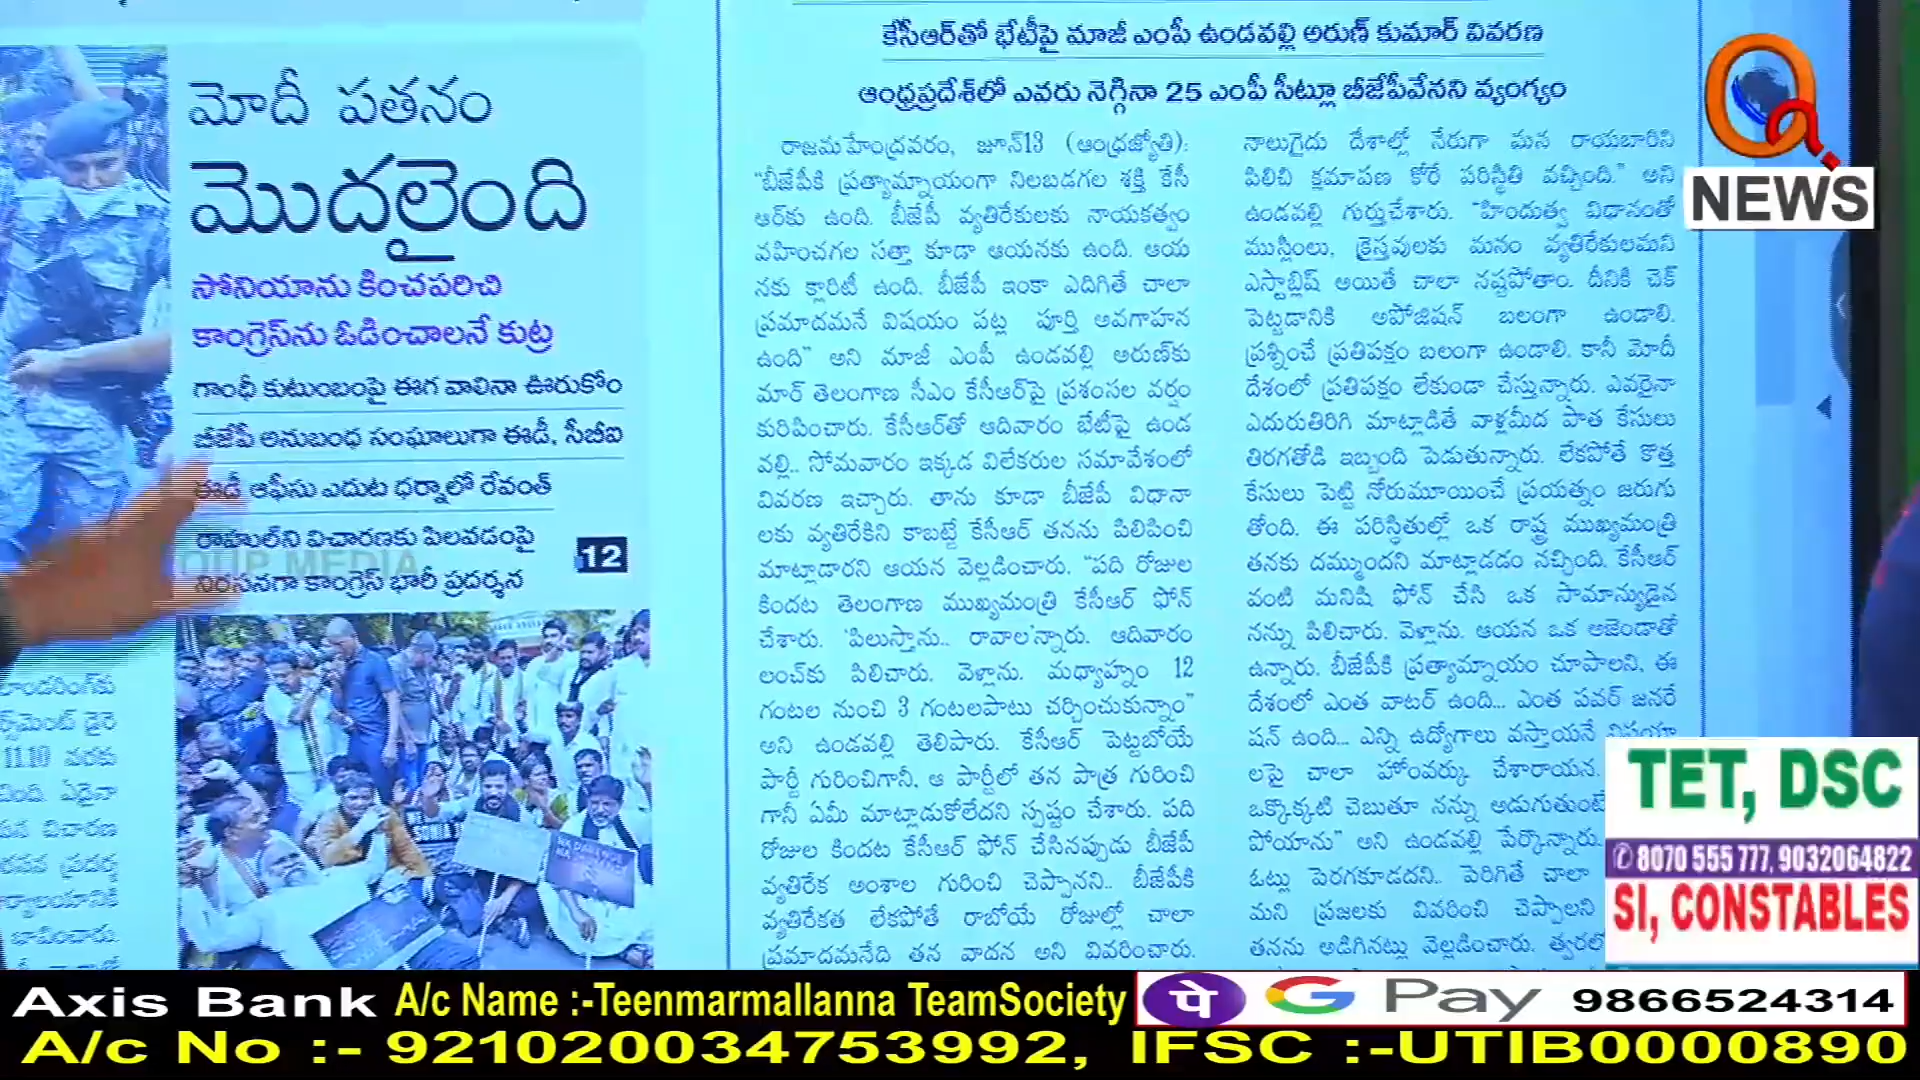 మోదీ పతనం
మొదలైంది
సోనియాను కించపరిచి
కాంగ్రెస్‌ను ఓడించాలనే కుట్ర
గాంధీ కుటుంబంపై ఈగ వాలినా ఊరుకోం
బీజేపీ అనుబంధ సంఘాలుగా ఈడీ, సీబీఐ
ఈడీ ఆఫీసు ఎదుట ధర్నాలో రేవంత్
రాహుల్‌ని విచారణకు పిలవడంపై
నిరసనగా కాంగ్రెస్ భారీ ప్రదర్శన
12
కేసీఆర్‌తో భేటీపై మాజీ ఎంపీ ఉండవల్లి అరుణ్ కుమార్ వివరణ
ఆంధ్రప్రదేశ్‌లో ఎవరు నెగ్గినా 25 ఎంపీ సీట్లూ బీజేపీవేనని వ్యంగ్యం
రాజమహేంద్రవరం, జూన్13 (ఆంధ్రజ్యోతి):
“బీజేపీకి ప్రత్యామ్నాయంగా నిలబడగల శక్తి కేసీ
ఆర్‌కు ఉంది. బీజేపీ వ్యతిరేకులకు నాయకత్వం
వహించగల సత్తా కూడా ఆయనకు ఉంది. ఆయ
నకు క్లారిటీ ఉంది. బీజేపీ ఇంకా ఎదిగితే చాలా
ప్రమాదమనే విషయం పట్ల పూర్తి అవగాహన
ఉంది” అని మాజీ ఎంపీ ఉండవల్లి అరుణ్‌కు
మార్ తెలంగాణ సీఎం కేసీఆర్‌పై ప్రశంసల వర్షం
కురిపించారు. కేసీఆర్‌తో ఆదివారం భేటీపై ఉండ
వల్లి.. సోమవారం ఇక్కడ విలేకరుల సమావేశంలో
వివరణ ఇచ్చారు. తాను కూడా బీజేపీ విధానా
లకు వ్యతిరేకిని కాబట్టే కేసీఆర్ తనను పిలిపించి
మాట్లాడారని ఆయన వెల్లడించారు. “పది రోజుల
కిందట తెలంగాణ ముఖ్యమంత్రి కేసీఆర్ ఫోన్
చేశారు. ‘పిలుస్తాను.. రావాల’న్నారు. ఆదివారం
లంచ్‌కు పిలిచారు. వెళ్లాను. మధ్యాహ్నం 12
గంటల నుంచి 3 గంటలపాటు చర్చించుకున్నాం”
అని ఉండవల్లి తెలిపారు. కేసీఆర్ పెట్టబోయే
పార్టీ గురించిగానీ, ఆ పార్టీలో తన పాత్ర గురించి
గానీ ఏమీ మాట్లాడుకోలేదని స్పష్టం చేశారు. పది
రోజుల కిందట కేసీఆర్ ఫోన్ చేసినప్పుడు బీజేపీ
వ్యతిరేక అంశాల గురించి చెప్పానని.. బీజేపీకి
వ్యతిరేకత లేకపోతే రాబోయే రోజుల్లో చాలా
ప్రమాదమనేది తన వాదన అని వివరించారు.
నాలుగైదు దేశాల్లో నేరుగా మన రాయబారిని
పిలిచి క్షమాపణ కోరే పరిస్థితి వచ్చింది.” అని
ఉండవల్లి గుర్తుచేశారు. “హిందుత్వ విధానంతో
ముస్లింలు, క్రైస్తవులకు మనం వ్యతిరేకులమని
ఎస్టాబ్లిష్ అయితే చాలా నష్టపోతాం. దీనికి చెక్
పెట్టడానికి అపోజిషన్ బలంగా ఉండాలి.
ప్రశ్నించే ప్రతిపక్షం బలంగా ఉండాలి. కానీ మోదీ
దేశంలో ప్రతిపక్షం లేకుండా చేస్తున్నారు. ఎవరైనా
ఎదురుతిరిగి మాట్లాడితే వాళ్లమీద పాత కేసులు
తిరగతోడి ఇబ్బంది పెడుతున్నారు. లేకపోతే కొత్త
కేసులు పెట్టి నోరుమూయించే ప్రయత్నం జరుగు
తోంది. ఈ పరిస్థితుల్లో ఒక రాష్ట్ర ముఖ్యమంత్రి
తనకు దమ్ముందని మాట్లాడడం నచ్చింది. కేసీఆర్
వంటి మనిషి ఫోన్ చేసి ఒక సామాన్యుడైన
నన్ను పిలిచారు. వెళ్లాను. ఆయన ఒక అజెండాతో
ఉన్నారు. బీజేపీకి ప్రత్యామ్నాయం చూపాలని, ఈ
దేశంలో ఎంత వాటర్ ఉంది... ఎంత పవర్ జనరే
షన్ ఉంది... ఎన్ని ఉద్యోగాలు వస్తాయనే విషయా
లపై చాలా హోంవర్కు చేశారాయన.
ఒక్కొక్కటి చెబుతూ నన్ను అడుగుతుంటే
పోయాను” అని ఉండవల్లి పేర్కొన్నారు.
ఓట్లు పెరగకూడదని.. పెరిగితే చాలా
మని ప్రజలకు వివరించి చెప్పాలని
తనను అడిగినట్లు వెల్లడించారు. త్వరలో
NEWS
TET, DSC
8070 555 777, 9032064822
SI, CONSTABLES
Axis Bank A/c Name :-Teenmarmallanna TeamSociety
पे G Pay 9866524314
A/c No :- 921020034753992, IFSC :-UTIB0000890